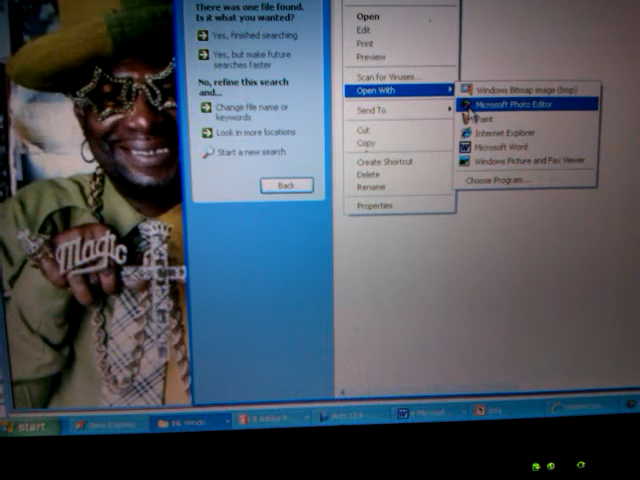 There was one file found.
Is it what you wanted?
Yes, finished searching
Yes, but make future
searches faster
No, refine this search
and...
Change file name or
keywords
Look in more locations
Start a new search
Back
Magic
Open
Edit
Print
Preview
Scan for Viruses...
Open With
Send To
Cut
Copy
Create Shortcut
Delete
Rename
Properties
Windows Bitmap Image (bmp)
Microsoft Photo Editor
Paint
Internet Explorer
Microsoft Word
Windows Picture and Fax Viewer
Choose Program...
start
16 Windo